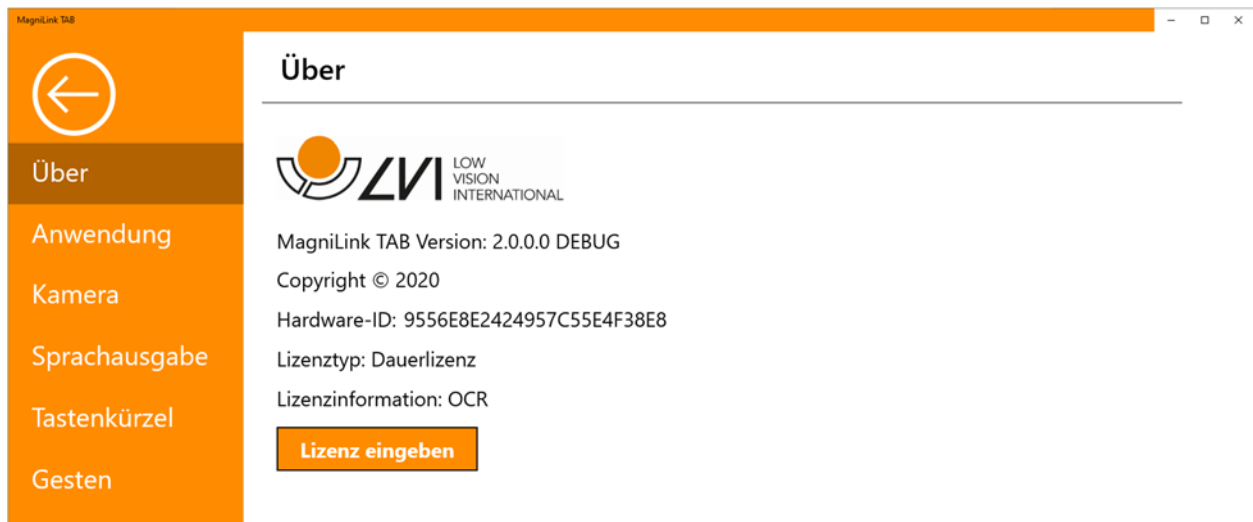 MagniLink TAB
Über
Anwendung
Kamera
Sprachausgabe
Tastenkürzel
Gesten
Über
LVI LOW
VISION
INTERNATIONAL
MagniLink TAB Version: 2.0.0.0 DEBUG
Copyright © 2020
Hardware-ID: 9556E8E2424957C55E4F38E8
Lizenztyp: Dauerlizenz
Lizenzinformation: OCR
Lizenz eingeben